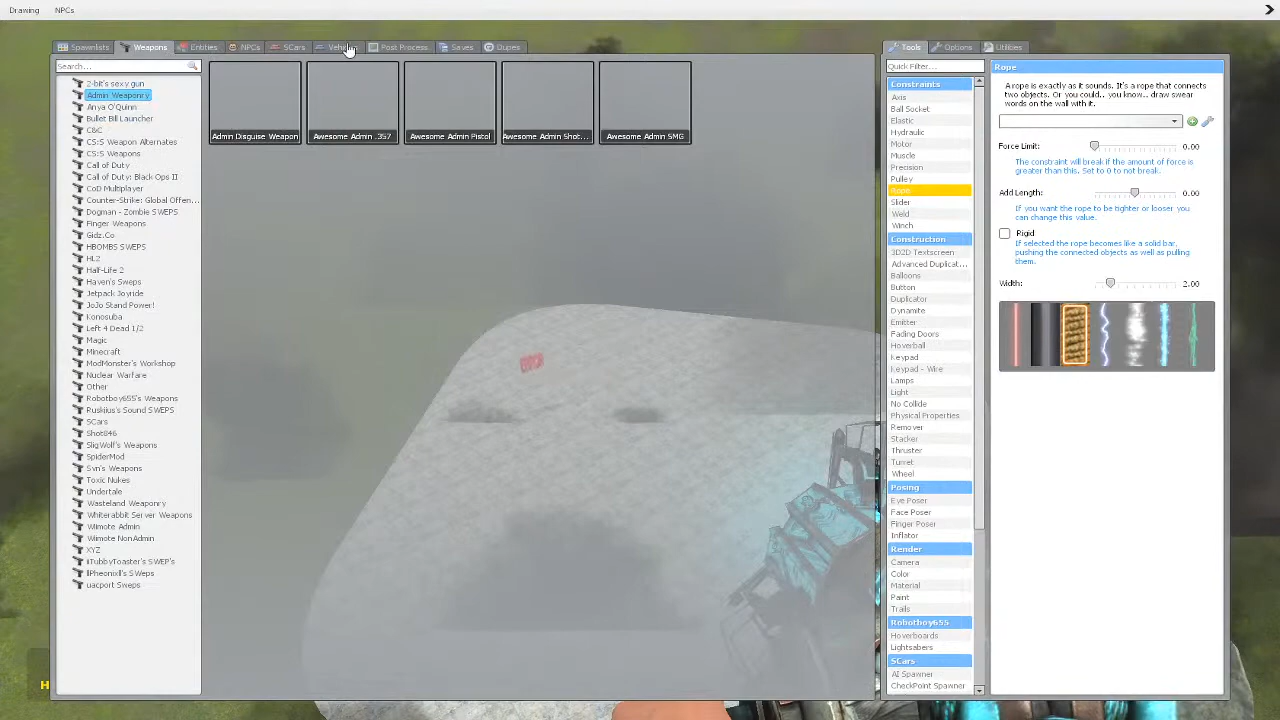 Drawing NPCs
Spawnlists Weapons Entities NPCs SCars Post Process Saves Dupes
Search...
2-bit's sexy gun
Admin Weaponry
Anya O'Quinn
Bullet Bill Launcher
C&C
CS:S Weapon Alternates
CS:S Weapons
Call of Duty
Call of Duty: Black Ops II
CoD Multiplayer
Counter-Strike: Global Offen...
Dogman - Zombie SWEPS
Finger Weapons
Gidz.Co
HBOMBS SWEPS
HL2
Half-Life 2
Haven's Sweps
Jetpack Joyride
JoJo Stand Power!
Konosuba
Left 4 Dead 1/2
Magic
Minecraft
ModMonster's Workshop
Nuclear Warfare
Other
Robotboy655's Weapons
Ruskiius's Sound SWEPS
SCars
Shot846
SligWolf's Weapons
SpiderMod
Svn's Weapons
Toxic Nukes
Undertale
Wasteland Weaponry
Whiterabbit Server Weapons
Wiimote Admin
Wiimote NonAdmin
XYZ
iiTubbyToaster's SWEP's
llPheonixll's SWeps
uacport Sweps
Admin Disguise Weapon Awesome Admin .357 Awesome Admin Pistol Awesome Admin Shot... Awesome Admin SMG
H
Tools Options Utilities
Quick Filter...
Constraints
Axis
Ball Socket
Elastic
Hydraulic
Motor
Muscle
Precision
Pulley
Rope
Slider
Weld
Winch
Construction
3D2D Textscreen
Advanced Duplicat...
Balloons
Button
Duplicator
Dynamite
Emitter
Fading Doors
Hoverball
Keypad
Keypad - Wire
Lamps
Light
No Collide
Physical Properties
Remover
Stacker
Thruster
Turret
Wheel
Posing
Eye Poser
Face Poser
Finger Poser
Inflator
Render
Camera
Color
Material
Paint
Trails
Robotboy655
Hoverboards
Lightsabers
SCars
AI Spawner
CheckPoint Spawner
Rope
A rope is exactly as it sounds. It's a rope that connects
two objects. Or you could.. you know... draw swear
words on the wall with it.
Force Limit: 0.00
The constraint will break if the amount of force is
greater than this. Set to 0 to not break.
Add Length: 0.00
If you want the rope to be tighter or looser you
can change this value.
Rigid
If selected the rope becomes like a solid bar,
pushing the connected objects as well as pulling
them.
Width: 2.00